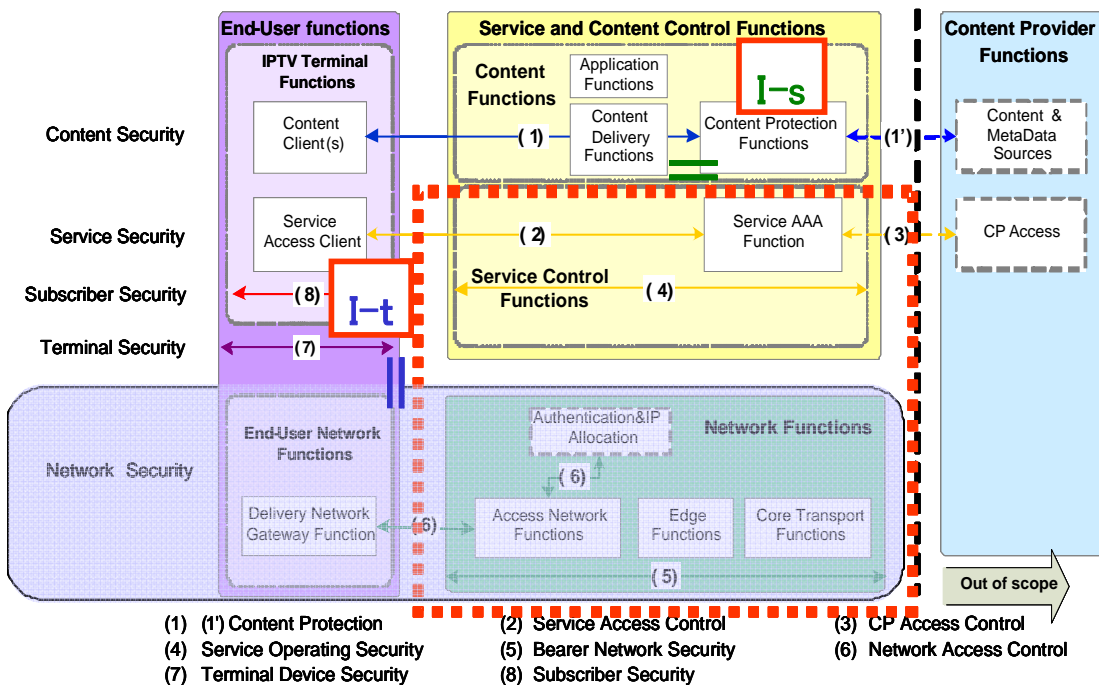 End-User functions
Service and Content Control Functions
Content Provider
Functions
IPTV Terminal
Functions
Content
Functions
Application
Functions
I-s
Content Security
Content
Client(s)
(1)
Content
Delivery
Functions
Content Protection
Functions
(1')
Content &
MetaData
Sources
Service Security
Service
Access Client
(2)
Service AAA
Function
(3)
CP Access
Service Control
Functions
(4)
Subscriber Security
(8)
I-t
Terminal Security
(7)
Network Security
End-User Network
Functions
Authentication&IP
Allocation
Network Functions
(6)
Delivery Network
Gateway Function
(6)
Access Network
Functions
Edge
Functions
Core Transport
Functions
(5)
Out of scope
(1) (1') Content Protection
(2) Service Access Control
(3) CP Access Control
(4) Service Operating Security
(5) Bearer Network Security
(6) Network Access Control
(7) Terminal Device Security
(8) Subscriber Security